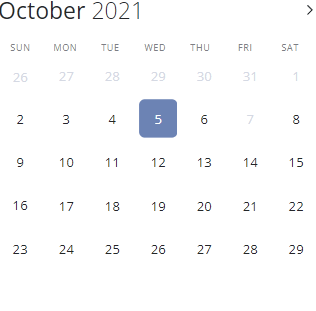 October 2021
SUN MON TUE WED THU FRI SAT
26 27 28 29 30 31 1
2 3 4 5 6 7 8
9 10 11 12 13 14 15
16 17 18 19 20 21 22
23 24 25 26 27 28 29